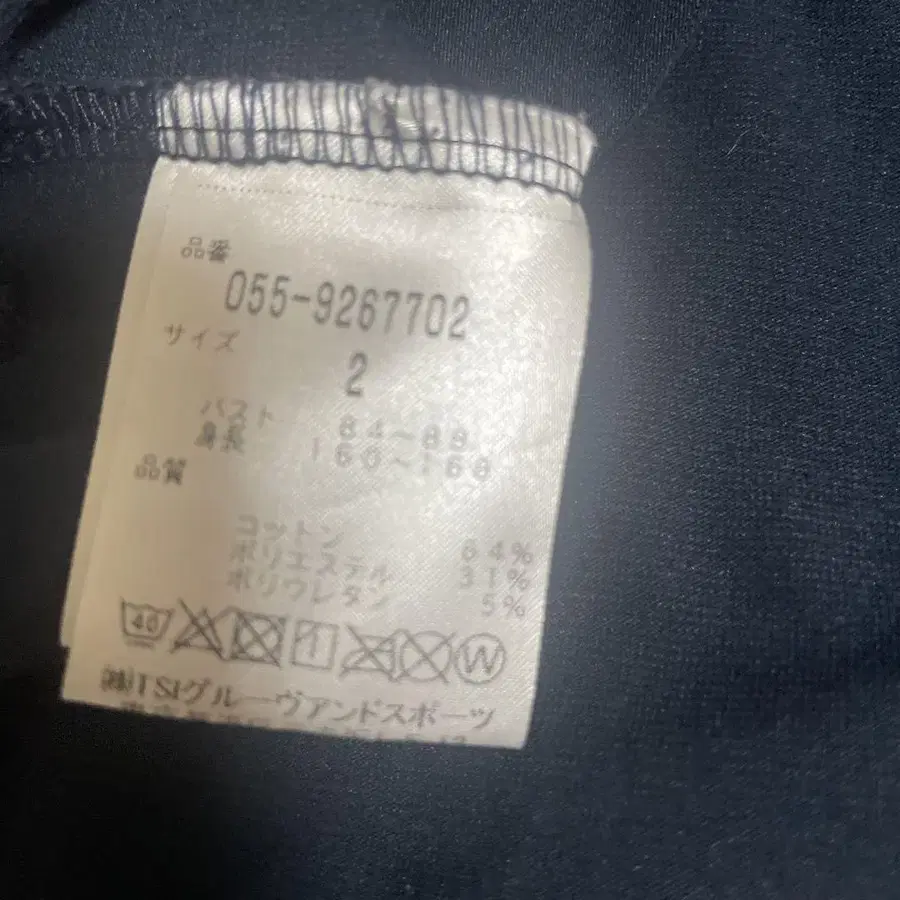 品番
055-9267702
サイズ
2
バスト 84~88
身長 160~168
品質
コットン 64%
ポリエステル 31%
ポリウレタン 5%
40
W
㈱TSIグルーヴアンドスポーツ